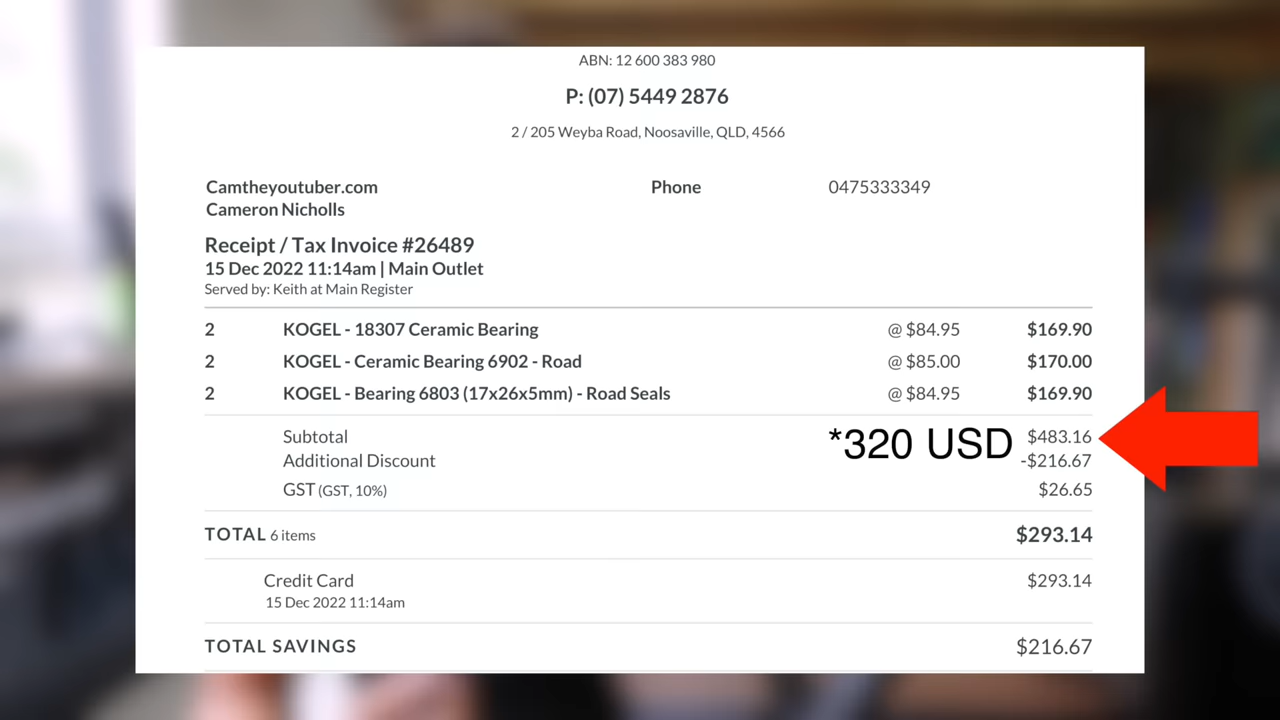 ABN: 12 600 383 980
P: (07) 5449 2876
2 / 205 Weyba Road, Noosaville, QLD, 4566
Camtheyoutuber.com Phone 0475333349
Cameron Nicholls
Receipt / Tax Invoice #26489
15 Dec 2022 11:14am | Main Outlet
Served by: Keith at Main Register
2 KOGEL - 18307 Ceramic Bearing @ $84.95 $169.90
2 KOGEL - Ceramic Bearing 6902 - Road @ $85.00 $170.00
2 KOGEL - Bearing 6803 (17x26x5mm) - Road Seals @ $84.95 $169.90
Subtotal *320 USD $483.16
Additional Discount -$216.67
GST (GST, 10%) $26.65
TOTAL 6 items $293.14
Credit Card $293.14
15 Dec 2022 11:14am
TOTAL SAVINGS $216.67